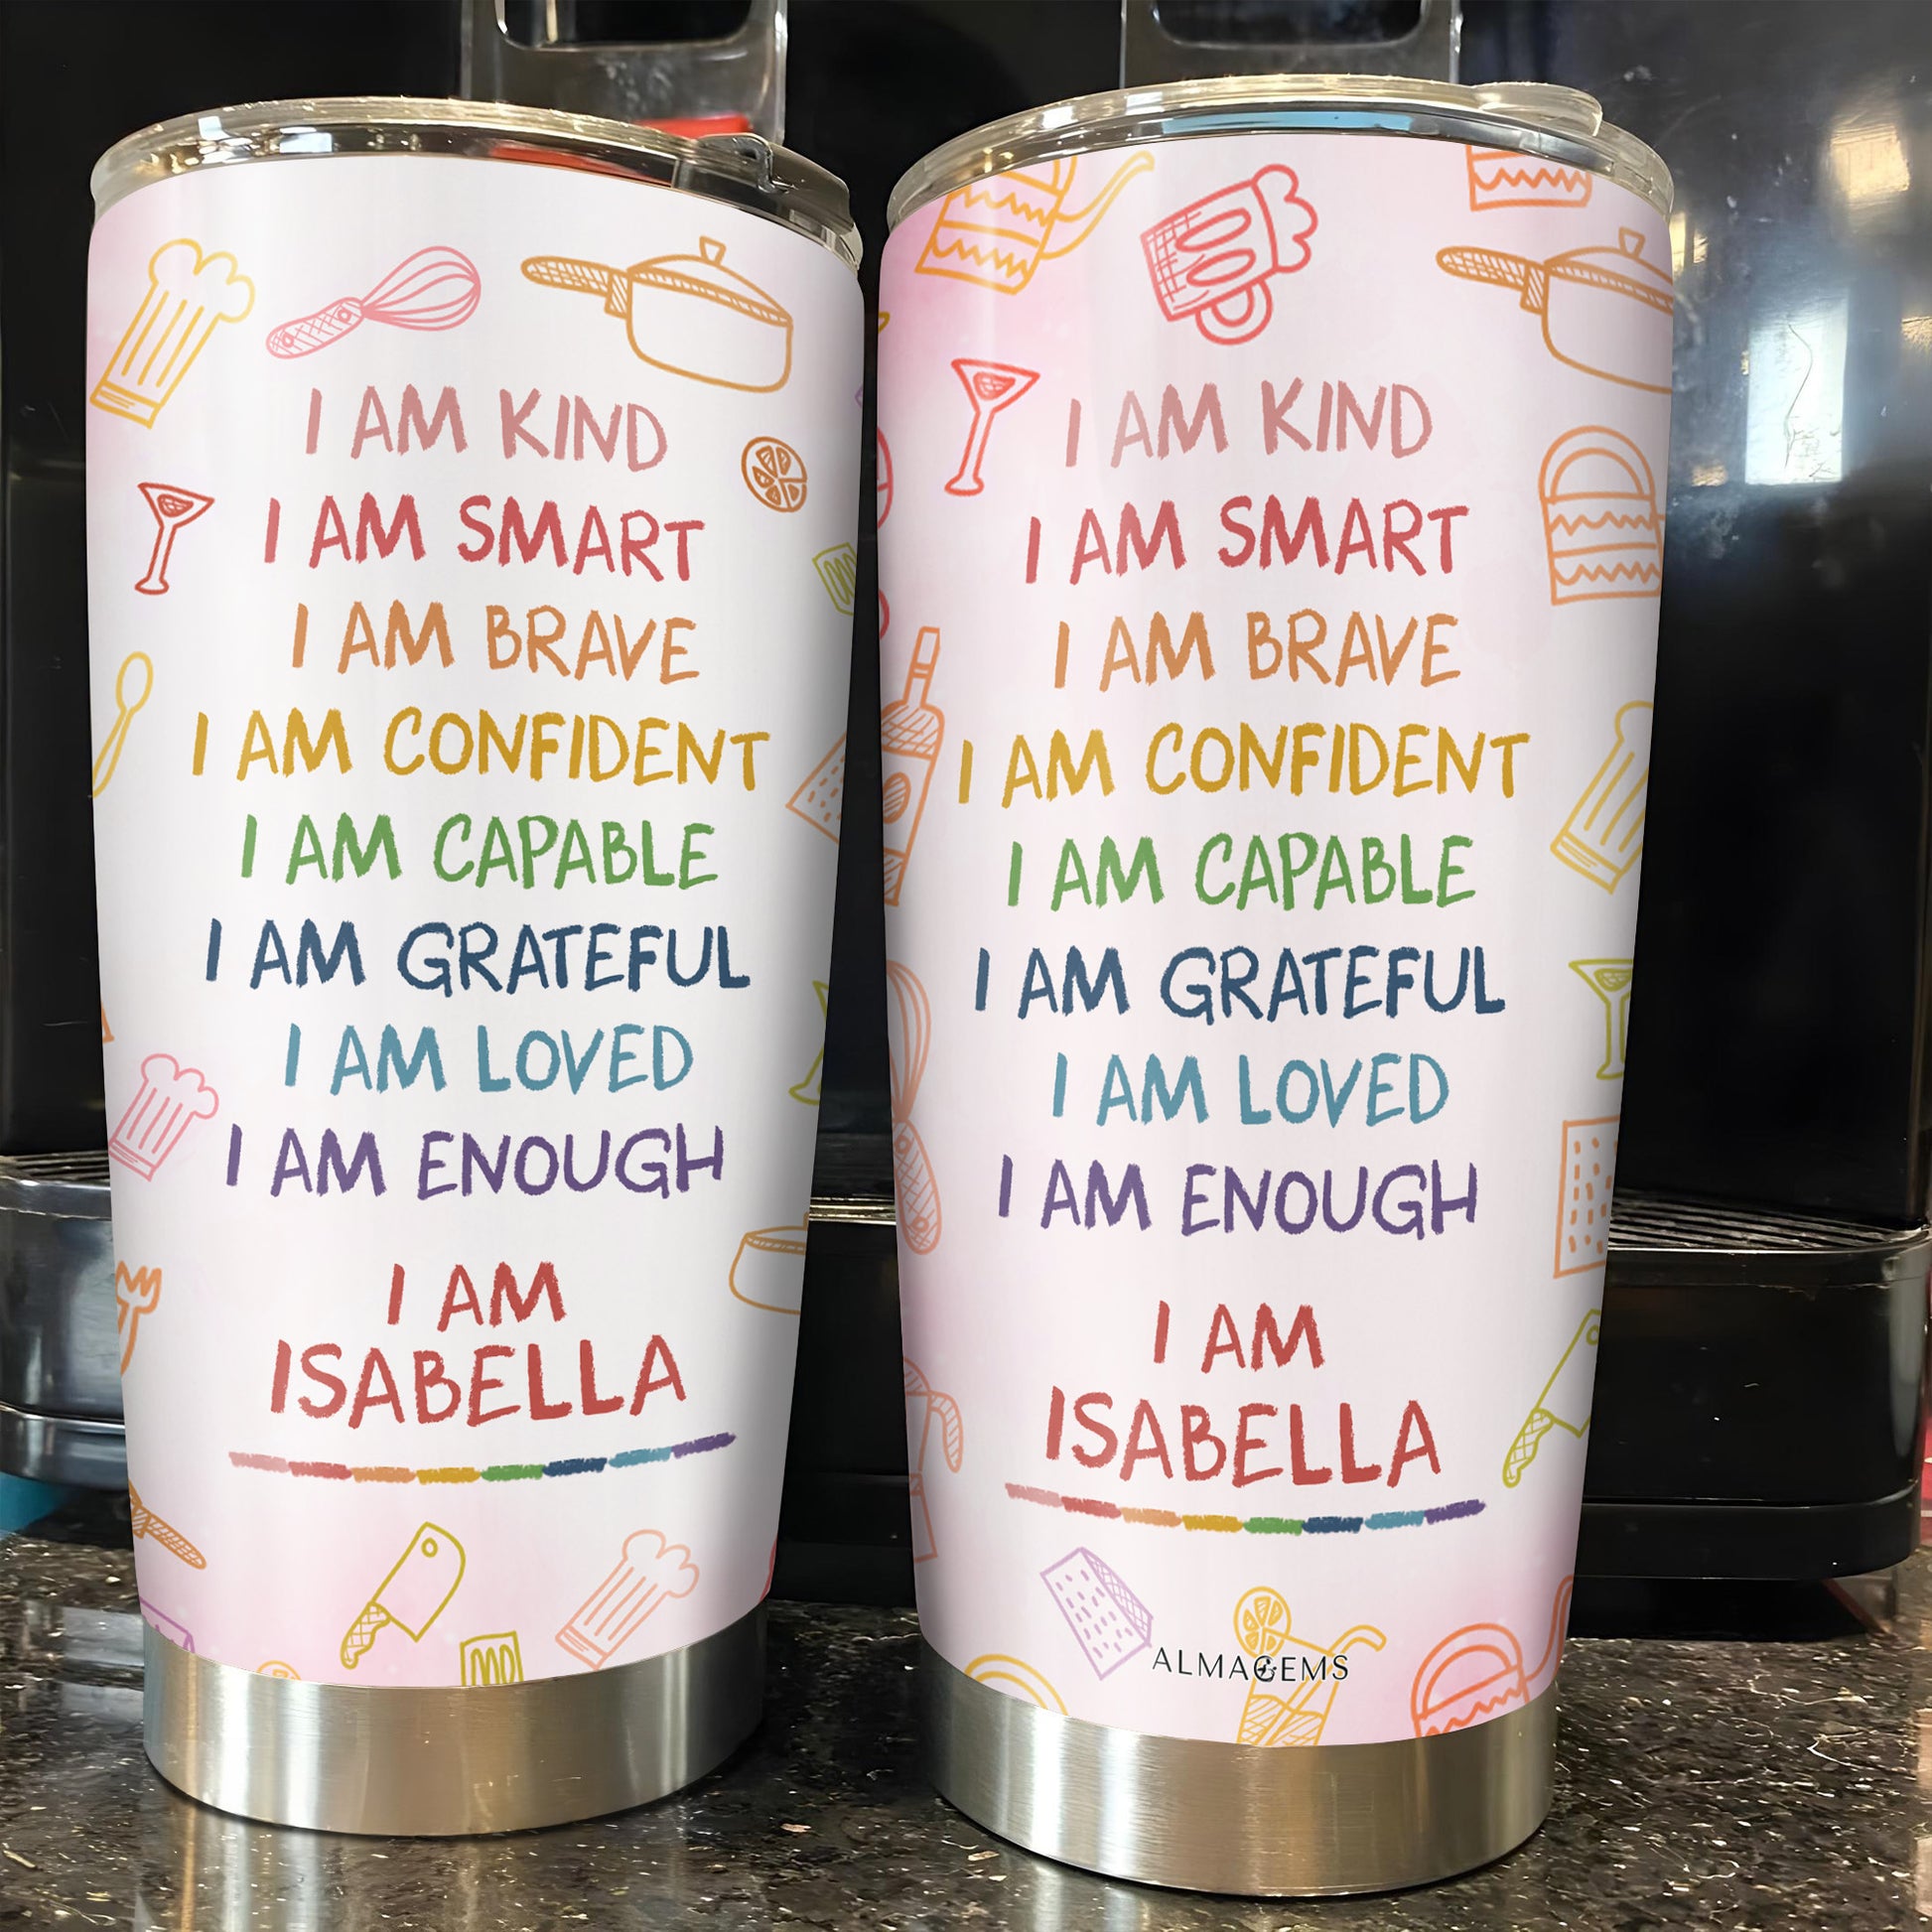 I AM KIND
I AM SMART
I AM BRAVE
I AM CONFIDENT
I AM CAPABLE
I AM GRATEFUL
I AM LOVED
I AM ENOUGH
I AM
ISABELLA
I AM KIND
I AM SMART
I AM BRAVE
I AM CONFIDENT
I AM CAPABLE
I AM GRATEFUL
I AM LOVED
I AM ENOUGH
I AM
ISABELLA
ALMAGEMS